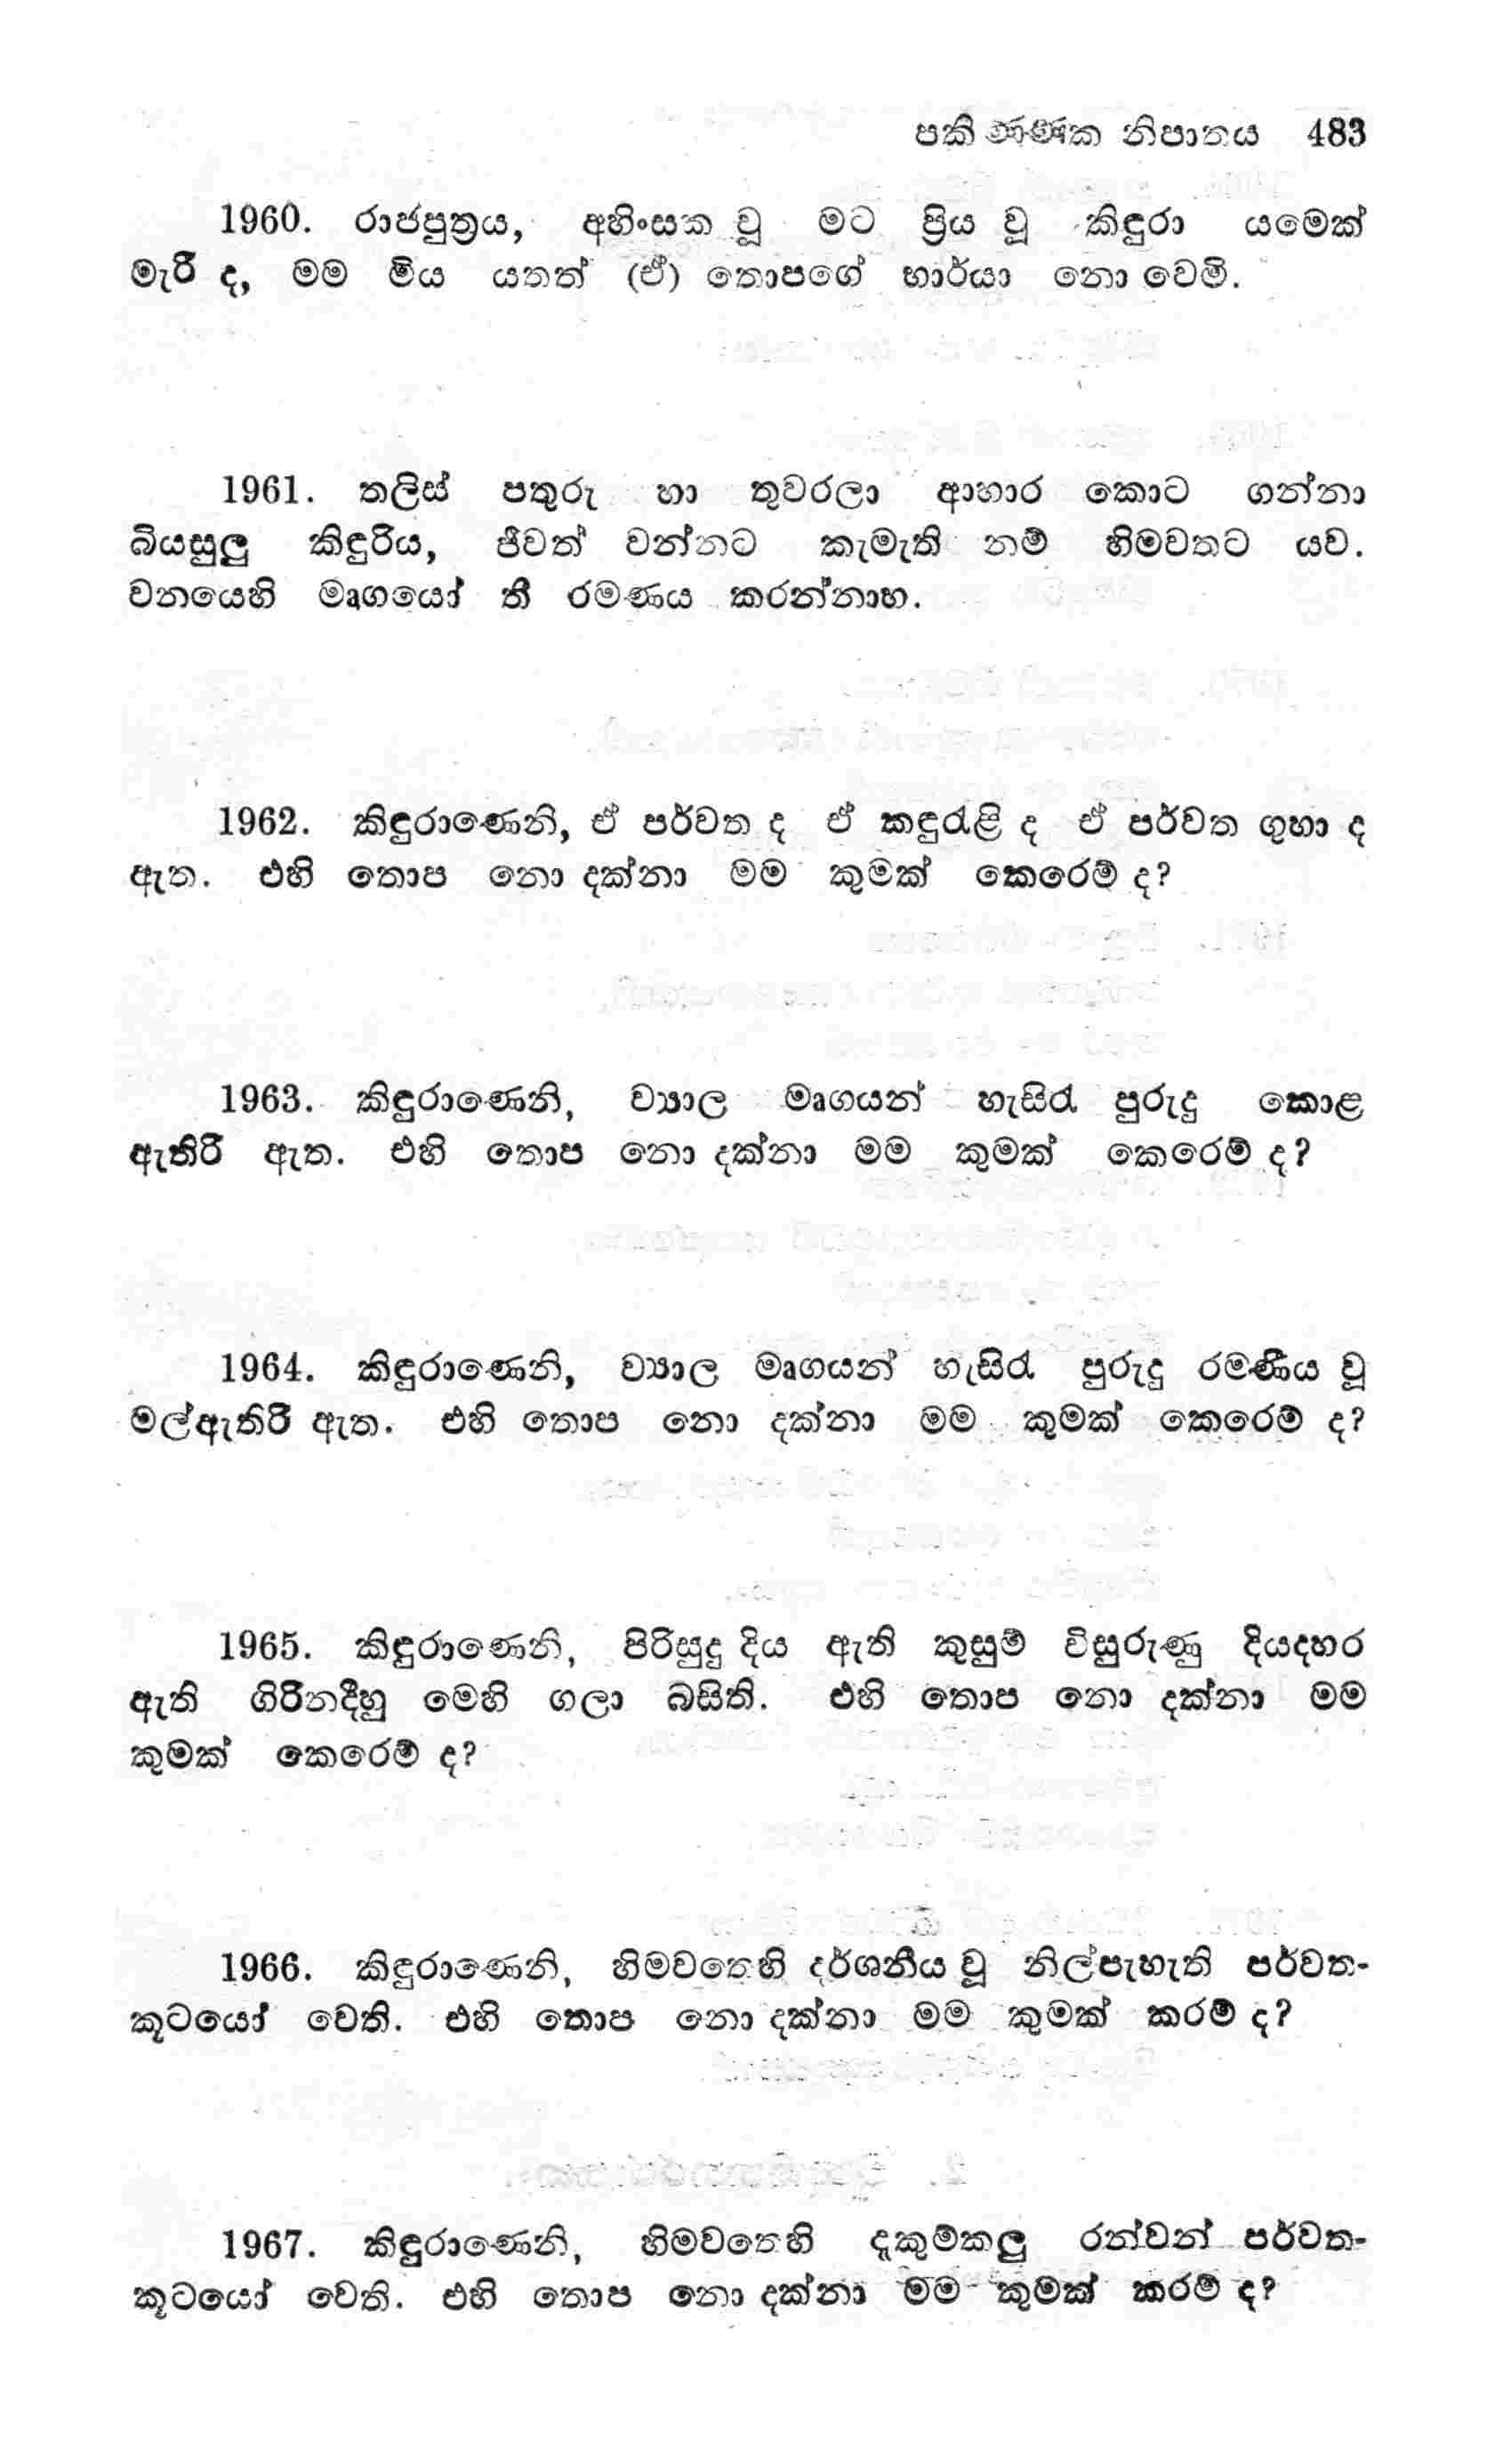 පකිණ්ණක නිපාතය 483
1960. රාජපුත්‍රය, අහිංසක වූ මට ප්‍රිය වූ කිඳුරා යමෙක්
මැරී ද, මම මිය යතත් (ඒ) තොපගේ භාර්යා නො වෙමි.
1961. තලිස් පතුරු හා තුවරලා ආහාර කොට ගන්නා
බියසුලු කිඳුරිය, ජීවත් වන්නට කැමැති නම් හිමවතට යව.
වනයෙහි මෘගයෝ තී රමණය කරන්නාහ.
1962. කිඳුරාණෙනි, ඒ පර්වත ද ඒ කඳුරැළි ද ඒ පර්වත ගුහා ද
ඇත. එහි තොප නො දක්නා මම කුමක් කෙරෙම් ද?
1963. කිඳුරාණෙනි, ව්‍යාල මෘගයන් හැසිරැ පුරුදු කොළ
ඇතිරි ඇත. එහි තොප නො දක්නා මම කුමක් කෙරෙම් ද?
1964. කිඳුරාණෙනි, ව්‍යාල මෘගයන් හැසිරැ පුරුදු රමණීය වූ
මල්ඇතිරි ඇත. එහි තොප නො දක්නා මම කුමක් කෙරෙම් ද?
1965. කිඳුරාණෙනි, පිරිසුදු දිය ඇති කුසුම් විසුරුණු දියදහර
ඇති ගිරිනදීහු මෙහි ගලා බසිති. එහි තොප නො දක්නා මම
කුමක් කෙරෙම් ද?
1966. කිඳුරාණෙනි, හිමවතෙහි දර්ශනීය වූ නිල්පැහැති පර්වත-
කූටයෝ වෙති. එහි තොප නො දක්නා මම කුමක් කරම් ද?
1967. කිඳුරාණෙනි, හිමවතෙහි දැකුම්කලු රන්වන් පර්වත-
කූටයෝ වෙති. එහි තොප නො දක්නා මම කුමක් කරම් ද?